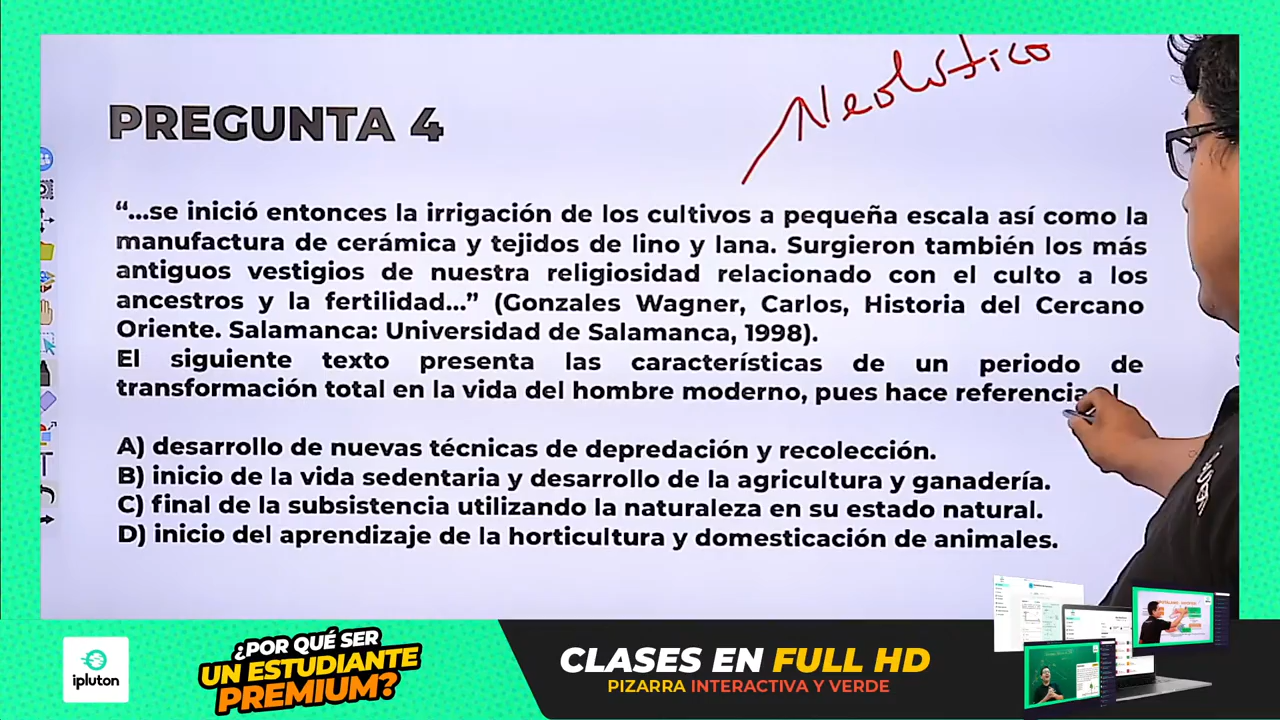 Neolítico
PREGUNTA 4
“...se inició entonces la irrigación de los cultivos a pequeña escala así como la
manufactura de cerámica y tejidos de lino y lana. Surgieron también los más
antiguos vestigios de nuestra religiosidad relacionado con el culto a los
ancestros y la fertilidad...” (Gonzales Wagner, Carlos, Historia del Cercano
Oriente. Salamanca: Universidad de Salamanca, 1998).
El siguiente texto presenta las características de un periodo de
transformación total en la vida del hombre moderno, pues hace referencia
A) desarrollo de nuevas técnicas de depredación y recolección.
B) inicio de la vida sedentaria y desarrollo de la agricultura y ganadería.
C) final de la subsistencia utilizando la naturaleza en su estado natural.
D) inicio del aprendizaje de la horticultura y domesticación de animales.
ipluton
¿POR QUÉ SER
UN ESTUDIANTE
PREMIUM?
CLASES EN FULL HD
PIZARRA INTERACTIVA Y VERDE